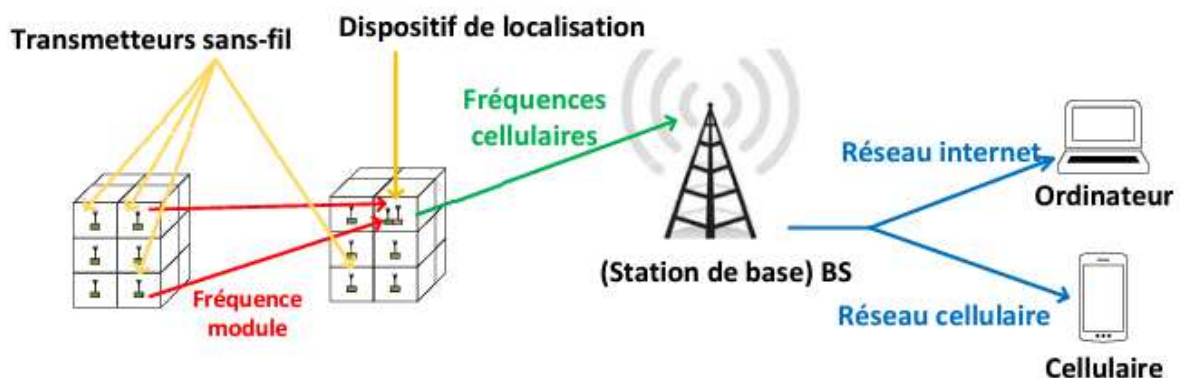 Transmetteurs sans-fil
Dispositif de localisation
Fréquences
cellulaires
Réseau internet
Ordinateur
(Station de base) BS
Fréquence
module
Réseau cellulaire
Cellulaire